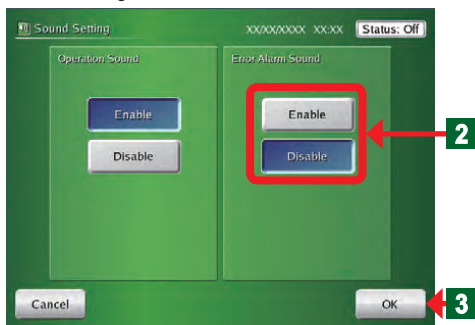 Sound Setting XX/XX/XXXX XX:XX Status: Off
Operation Sound Error Alarm Sound
Enable Enable
2
Disable Disable
Cancel OK 3